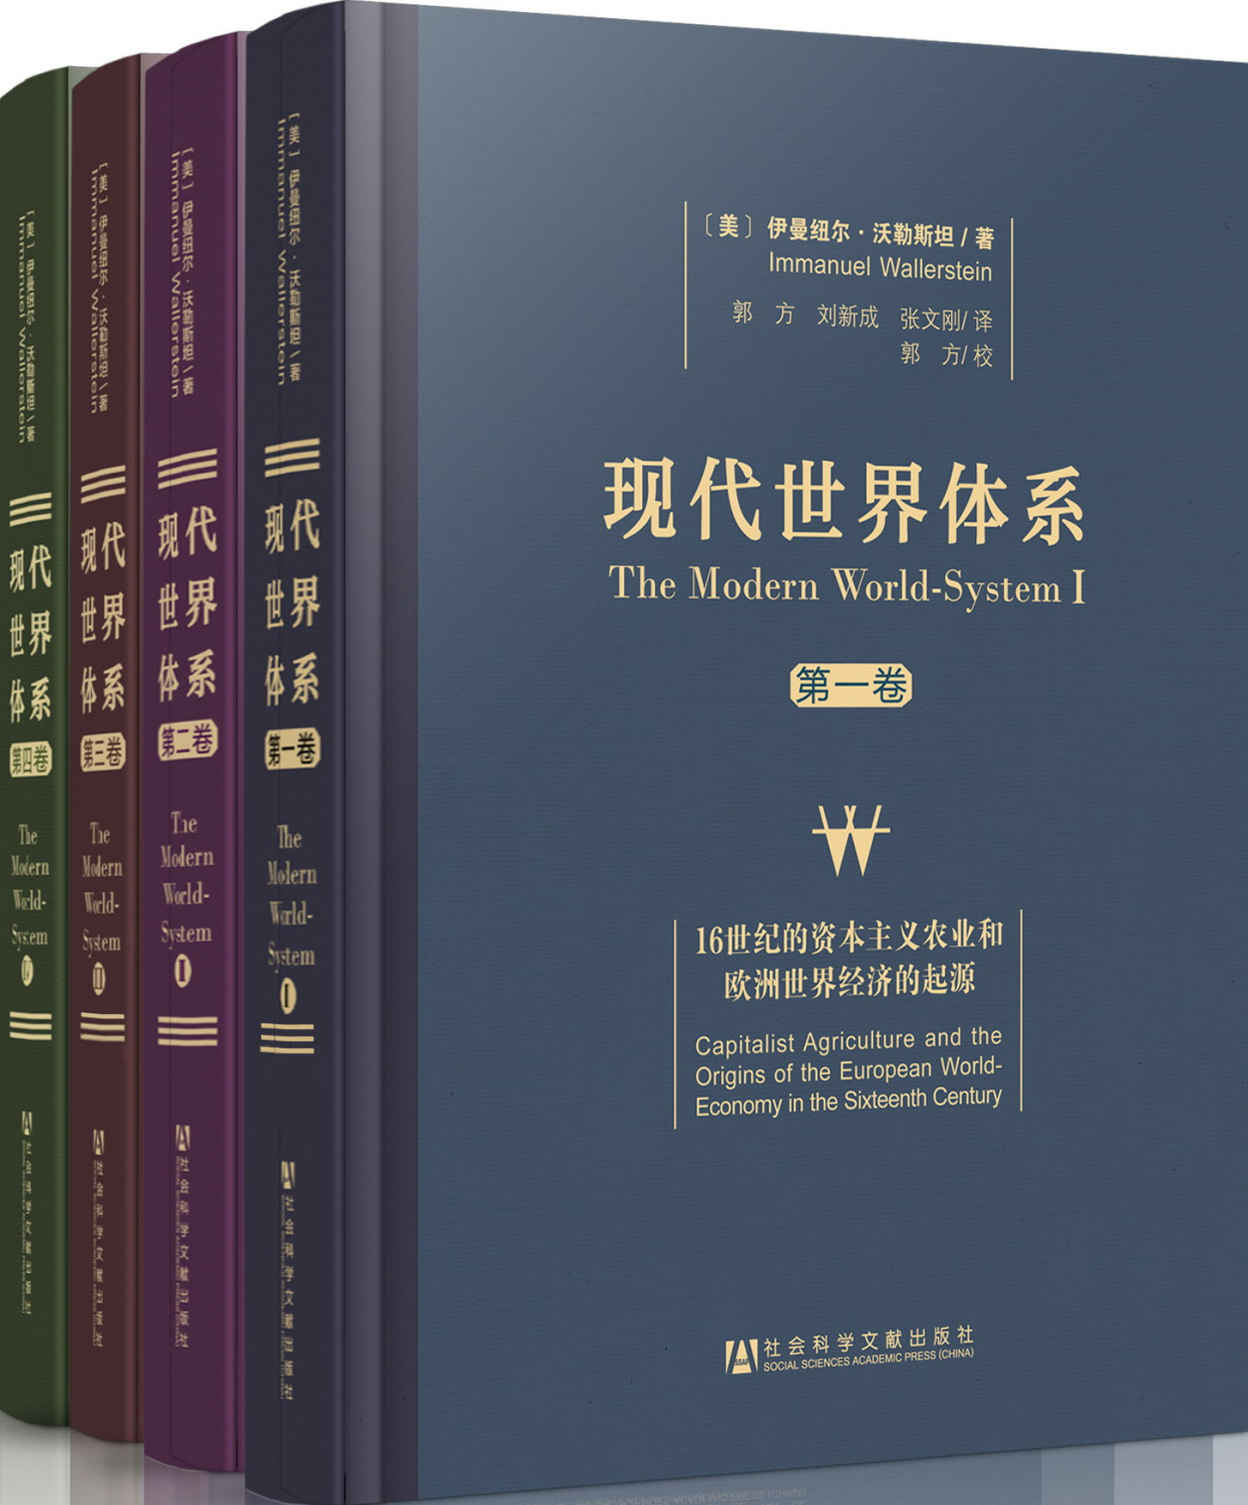 〔美〕伊曼纽尔·沃勒斯坦/著
Immanuel Wallerstein
郭 方 刘新成 张文刚/译
郭 方/校
现代世界体系
The Modern World-System I
第一卷
16世纪的资本主义农业和
欧洲世界经济的起源
Capitalist Agriculture and the
Origins of the European World-
Economy in the Sixteenth Century
社会科学文献出版社
SOCIAL SCIENCES ACADEMIC PRESS (CHINA)
〔美〕伊曼纽尔·沃勒斯坦/著
Immanuel Wallerstein
现代
世界
体系
第一卷
The
Modern
World-
System
I
社会科学文献出版社
〔美〕伊曼纽尔·沃勒斯坦/著
Immanuel Wallerstein
现代
世界
体系
第二卷
The
Modern
World-
System
社会科学文献出版社
〔美〕伊曼纽尔·沃勒斯坦/著
Immanuel Wallerstein
现代
世界
体系
第三卷
The
Modern
World-
System
社会科学文献出版社
〔美〕伊曼纽尔·沃勒斯坦/著
Immanuel Wallerstein
现代
世界
体系
第四卷
The
Modern
World-
System
社会科学文献出版社